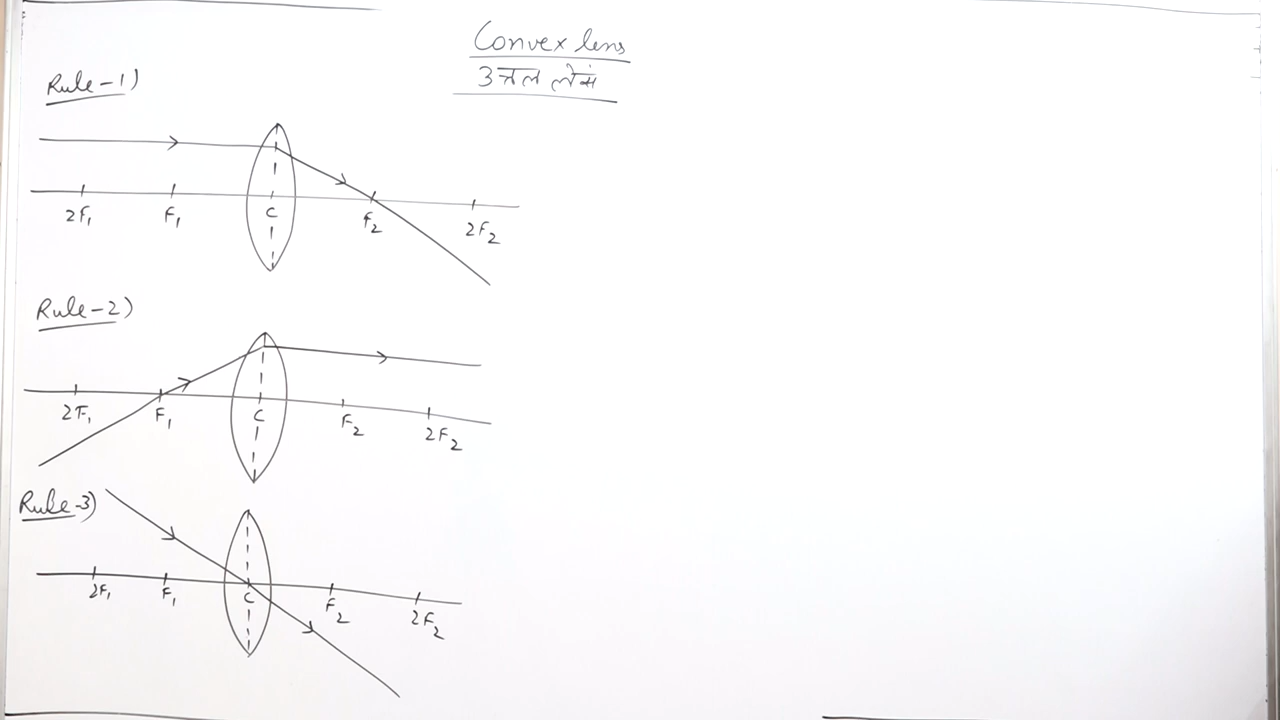 Convex lens
उत्तल लेंस
Rule-1)
2F₁ F₁ C F₂ 2F₂
Rule-2)
2F₁ F₁ C F₂ 2F₂
Rule-3)
2F₁ F₁ C F₂ 2F₂